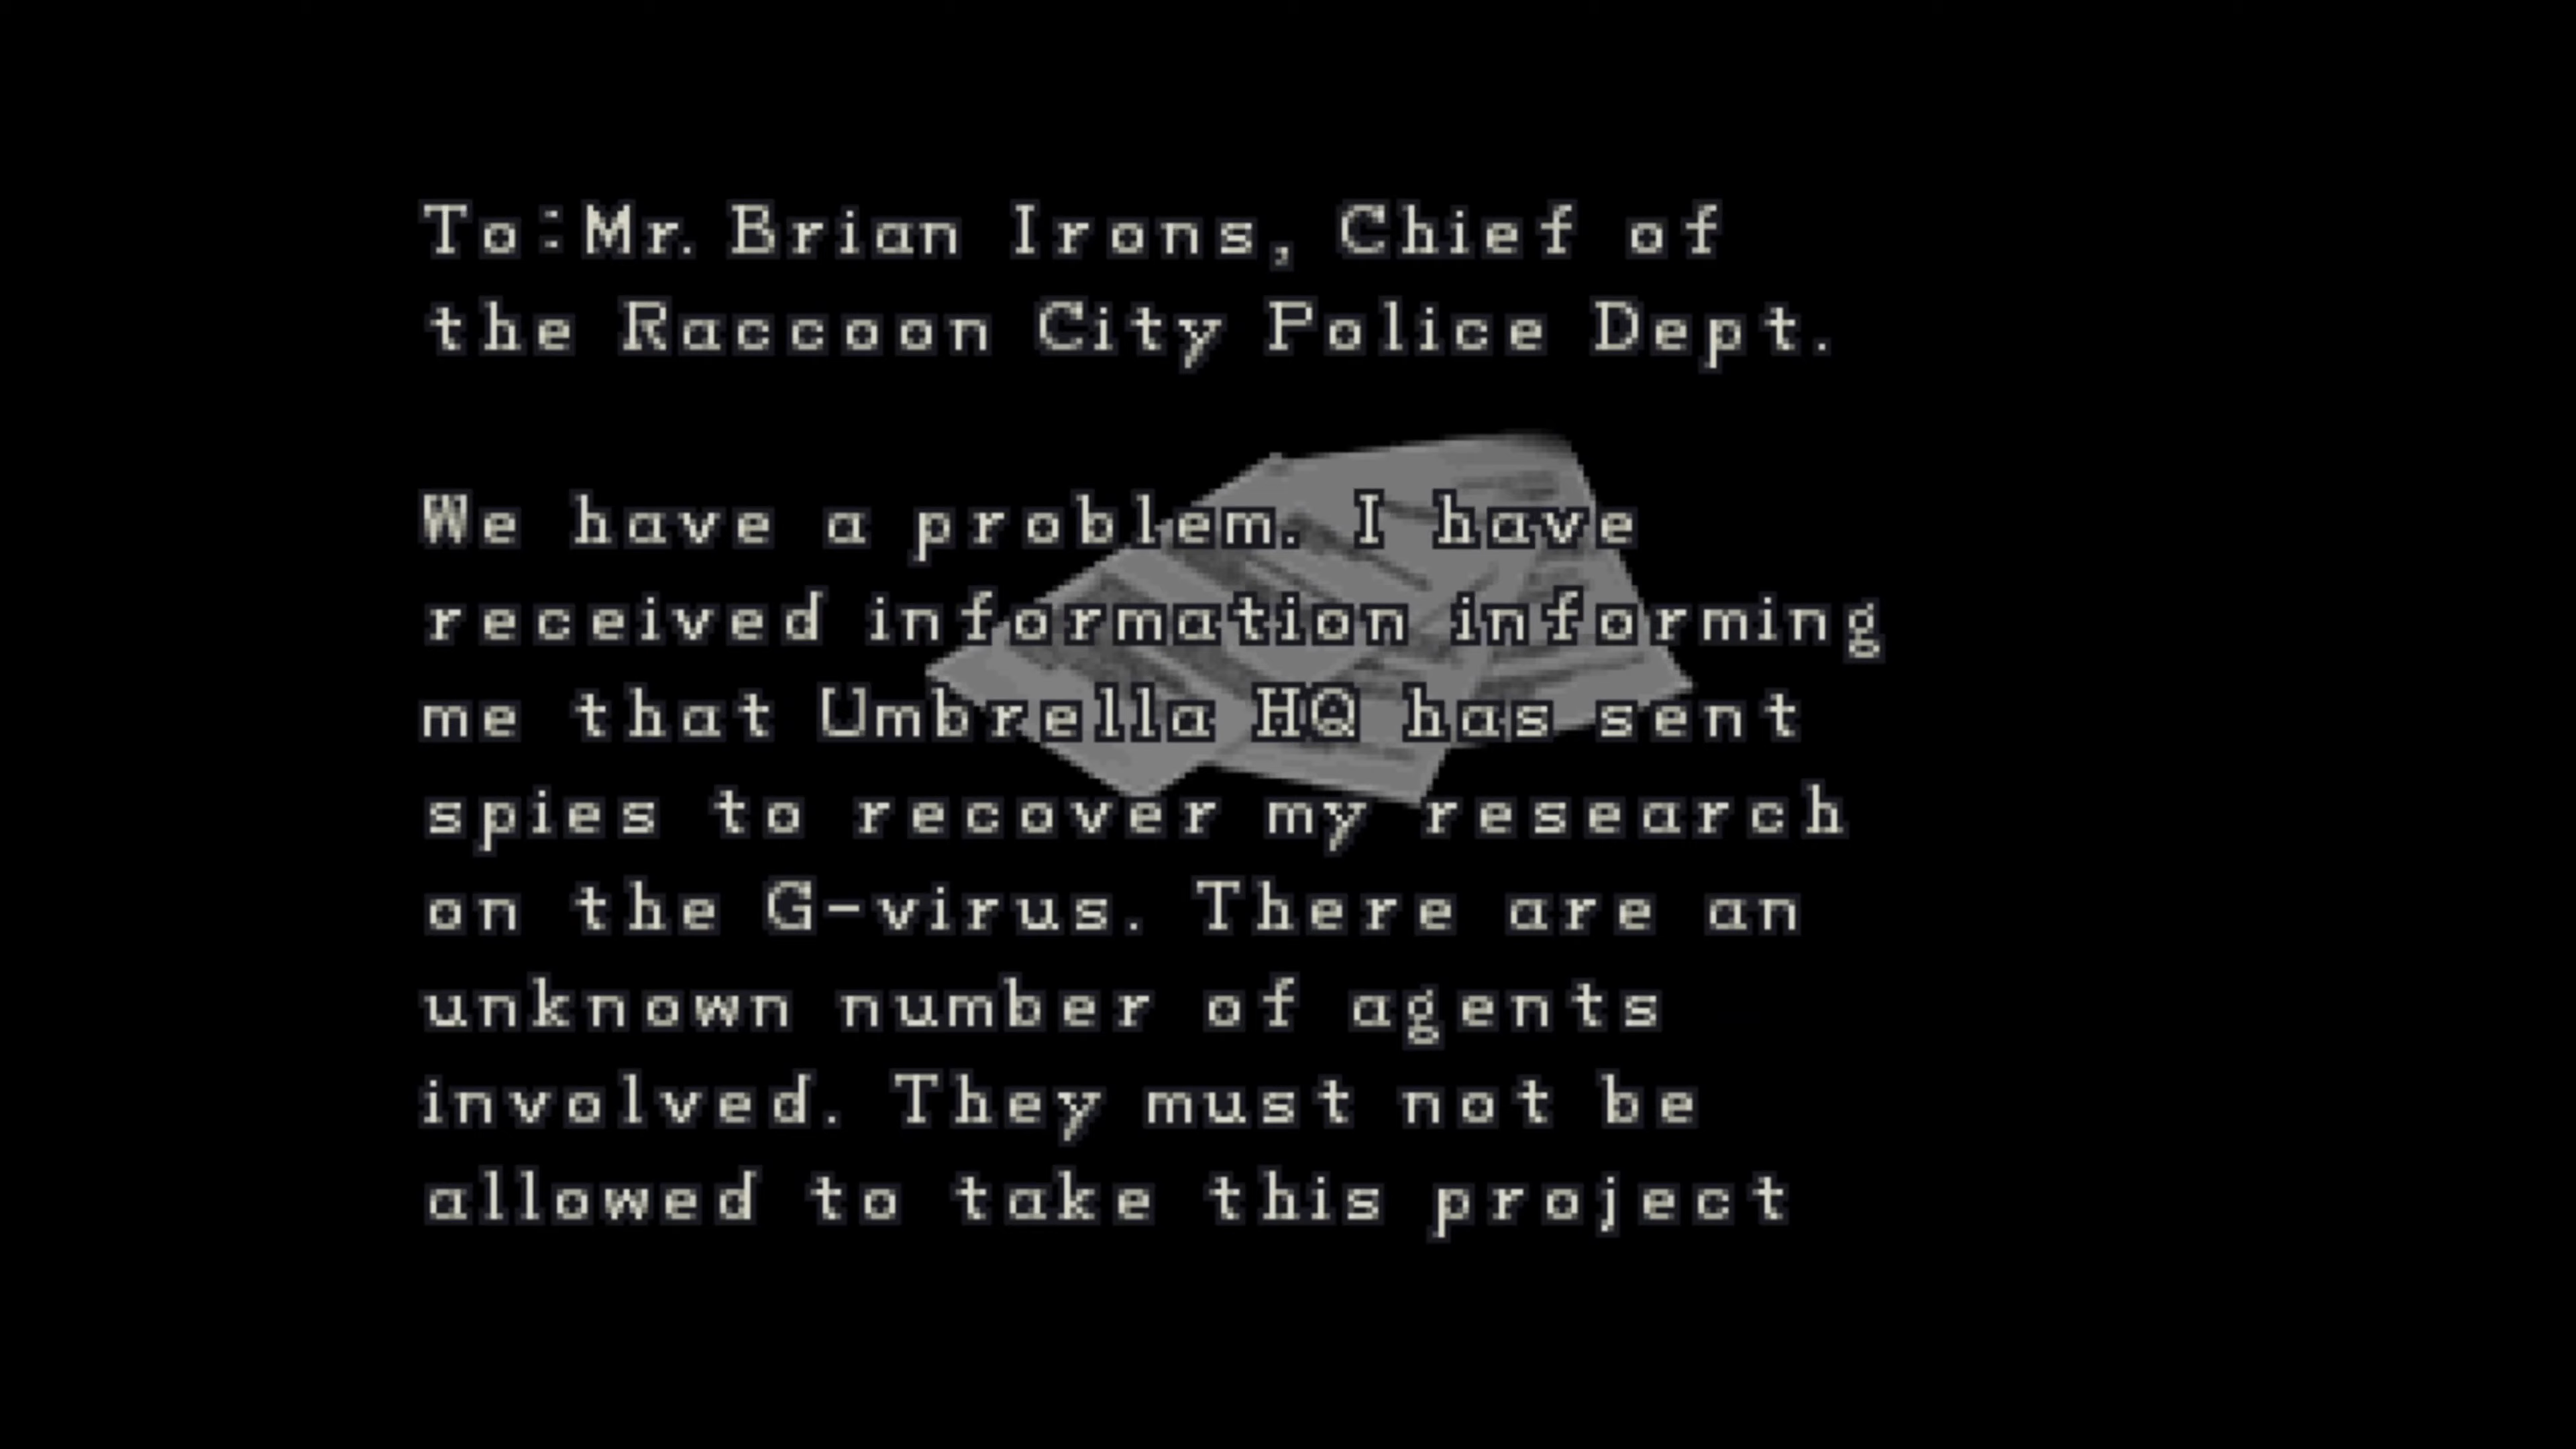 To:Mr. Brian Irons, Chief of
the Raccoon City Police Dept.
We have a problem. I have
received information informing
me that Umbrella HQ has sent
spies to recover my research
on the G-virus. There are an
unknown number of agents
involved. They must not be
allowed to take this project